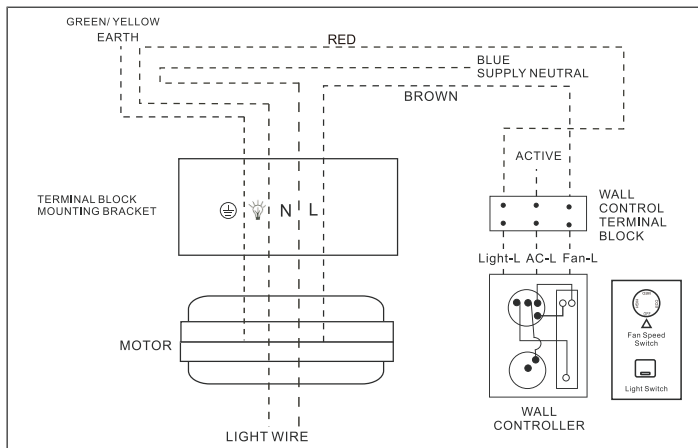 GREEN/ YELLOW
EARTH
RED
BLUE
SUPPLY NEUTRAL
BROWN
ACTIVE
TERMINAL BLOCK
MOUNTING BRACKET
N L
WALL
CONTROL
TERMINAL
BLOCK
Light-L AC-L Fan-L
MOTOR
Fan Speed
Switch
Light Switch
WALL
CONTROLLER
LIGHT WIRE